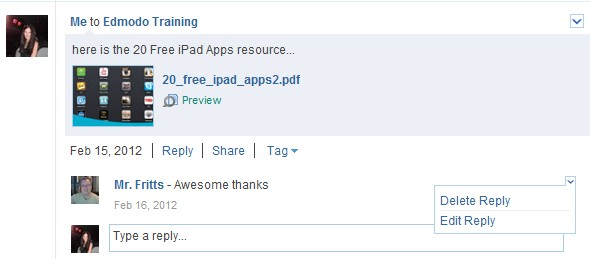 Me to Edmodo Training
here is the 20 Free iPad Apps resource...
20_free_ipad_apps2.pdf
Preview
Feb 15, 2012 | Reply | Share | Tag
Mr. Fritts - Awesome thanks
Feb 16, 2012
Delete Reply
Edit Reply
Type a reply...